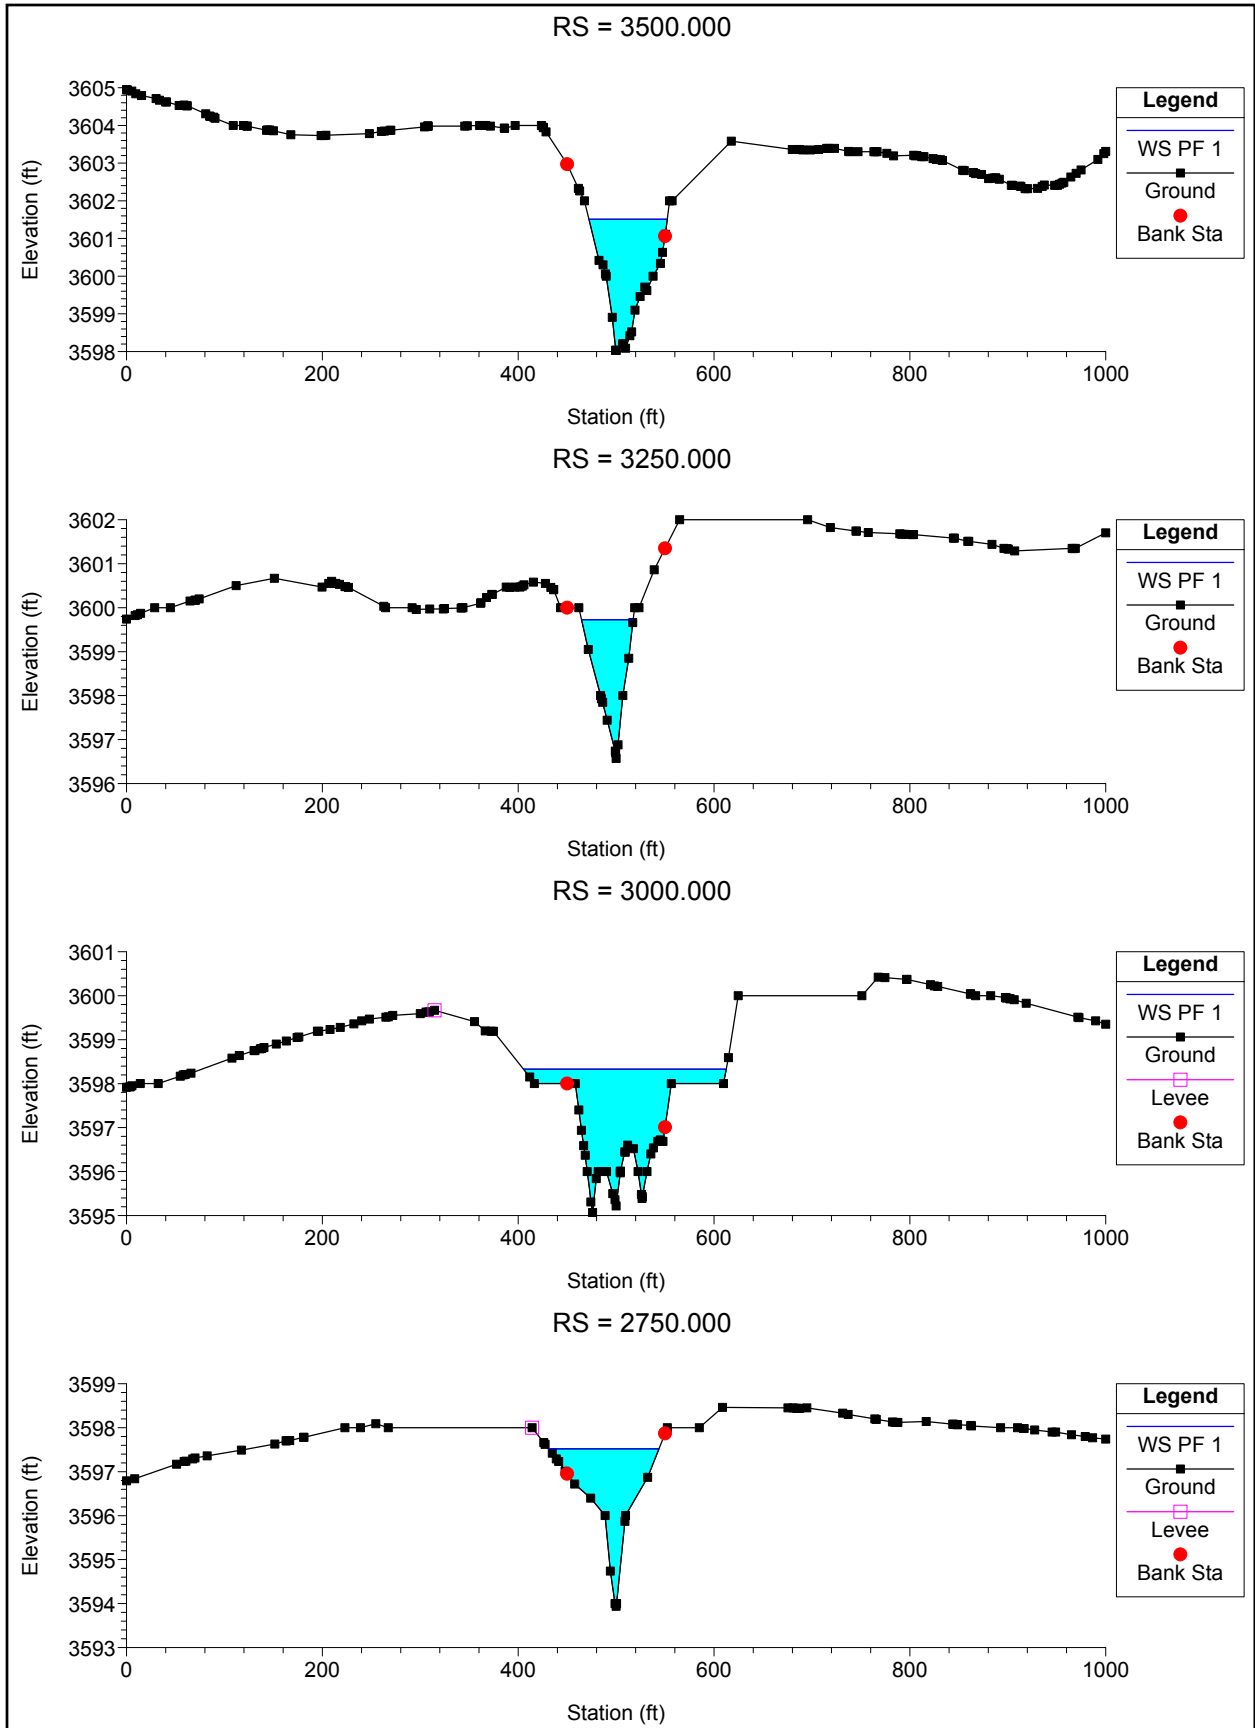 RS = 3500.000
3605
3604
3603
3602
3601
3600
3599
3598
Elevation (ft)
0 200 400 600 800 1000
Station (ft)
Legend
WS PF 1
Ground
Bank Sta
RS = 3250.000
3602
3601
3600
3599
3598
3597
3596
Elevation (ft)
0 200 400 600 800 1000
Station (ft)
Legend
WS PF 1
Ground
Bank Sta
RS = 3000.000
3601
3600
3599
3598
3597
3596
3595
Elevation (ft)
0 200 400 600 800 1000
Station (ft)
Legend
WS PF 1
Ground
Levee
Bank Sta
RS = 2750.000
3599
3598
3597
3596
3595
3594
3593
Elevation (ft)
0 200 400 600 800 1000
Station (ft)
Legend
WS PF 1
Ground
Levee
Bank Sta